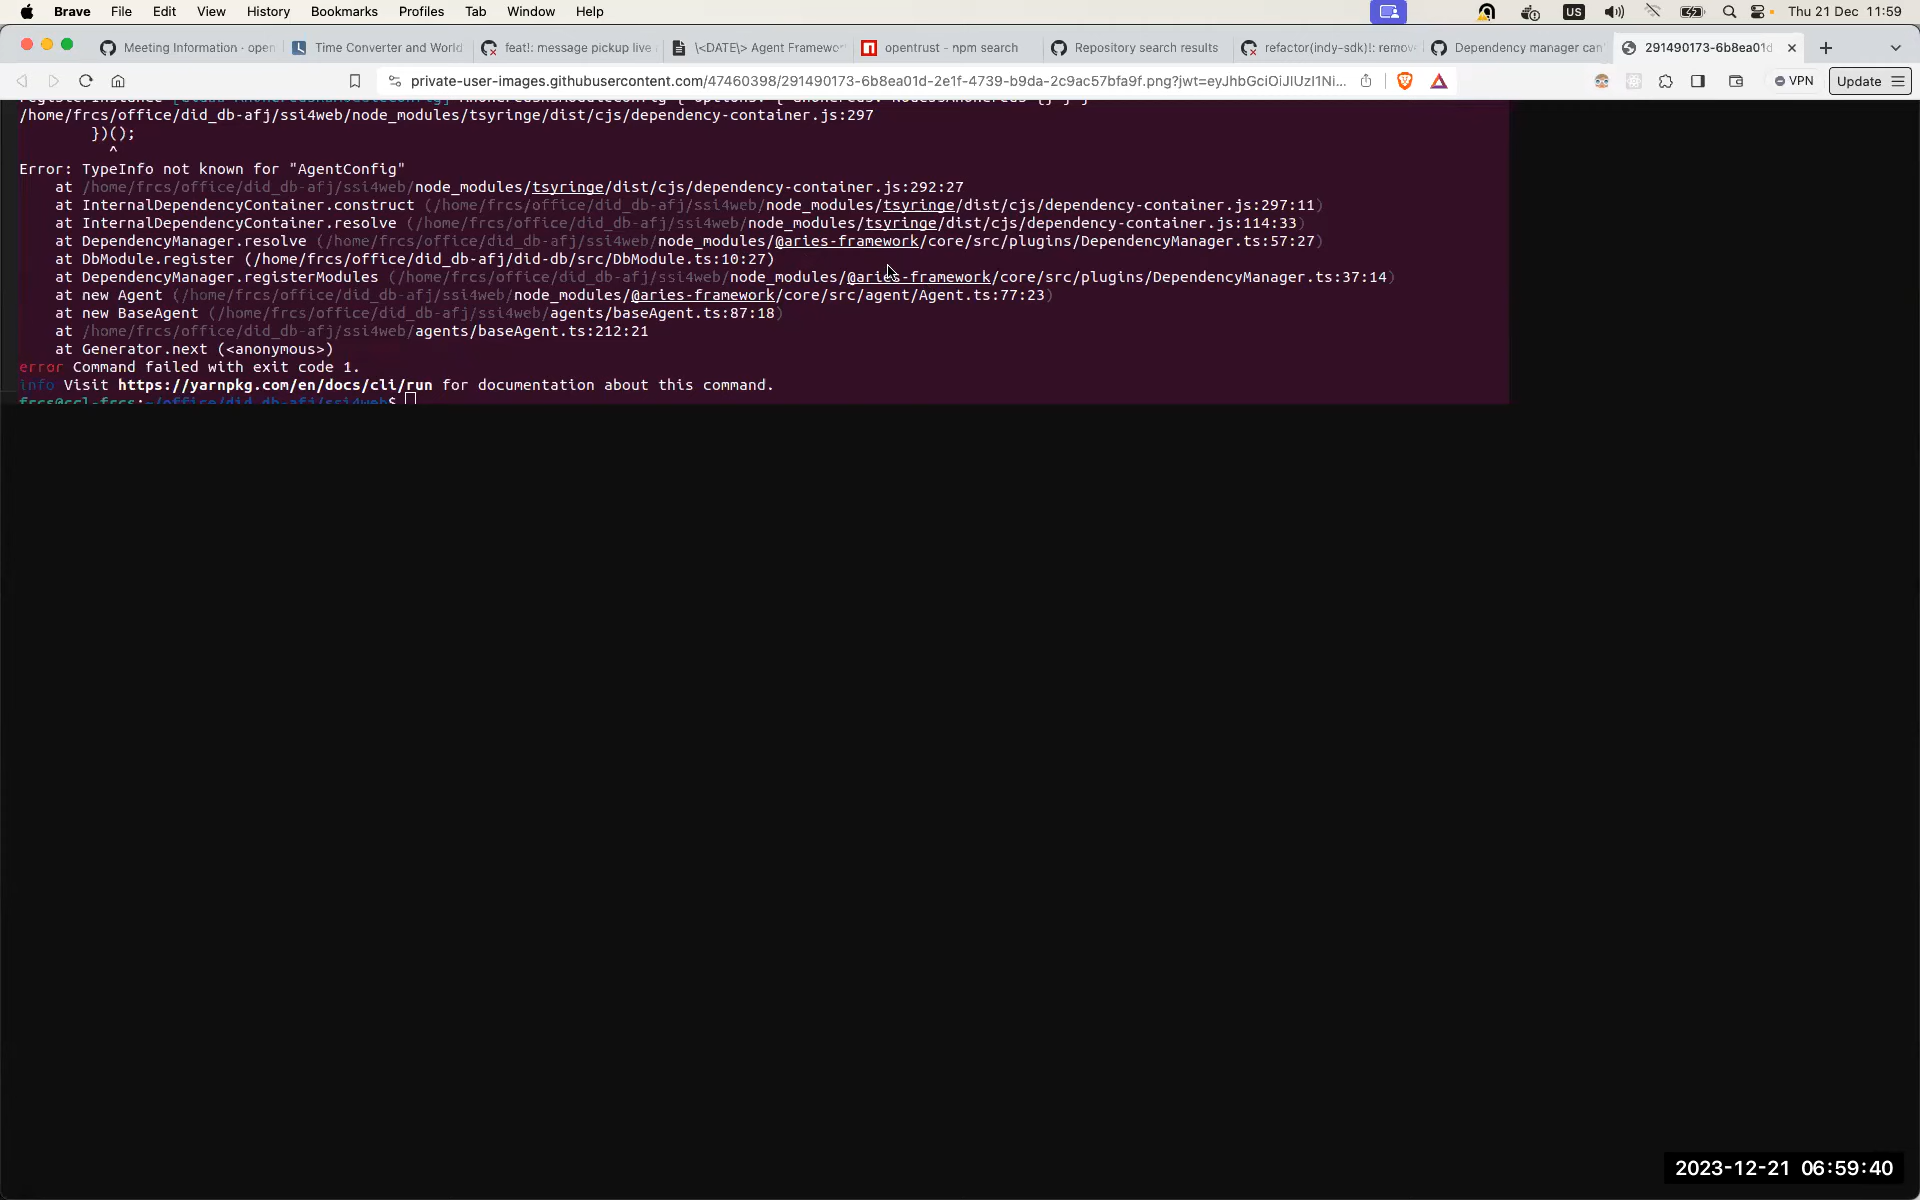 Brave File Edit View History Bookmarks Profiles Tab Window Help US Thu 21 Dec 11:59
Meeting Information · open Time Converter and World feat!: message pickup live \<DATE\> Agent Framewo opentrust - npm search Repository search results refactor(indy-sdk)!: remov Dependency manager can' 291490173-6b8ea01d
private-user-images.githubusercontent.com/47460398/291490173-6b8ea01d-2e1f-4739-b9da-2c9ac57bfa9f.png?jwt=eyJhbGciOiJIUzI1Ni... VPN Update
/home/frcs/office/did_db-afj/ssi4web/node_modules/tsyringe/dist/cjs/dependency-container.js:297
})();
^
Error: TypeInfo not known for "AgentConfig"
at /home/frcs/office/did_db-afj/ssi4web/node_modules/tsyringe/dist/cjs/dependency-container.js:292:27
at InternalDependencyContainer.construct (/home/frcs/office/did_db-afj/ssi4web/node_modules/tsyringe/dist/cjs/dependency-container.js:297:11)
at InternalDependencyContainer.resolve (/home/frcs/office/did_db-afj/ssi4web/node_modules/tsyringe/dist/cjs/dependency-container.js:114:33)
at DependencyManager.resolve (/home/frcs/office/did_db-afj/ssi4web/node_modules/@aries-framework/core/src/plugins/DependencyManager.ts:57:27)
at DbModule.register (/home/frcs/office/did_db-afj/did-db/src/DbModule.ts:10:27)
at DependencyManager.registerModules (/home/frcs/office/did_db-afj/ssi4web/node_modules/@aries-framework/core/src/plugins/DependencyManager.ts:37:14)
at new Agent (/home/frcs/office/did_db-afj/ssi4web/node_modules/@aries-framework/core/src/agent/Agent.ts:77:23)
at new BaseAgent (/home/frcs/office/did_db-afj/ssi4web/agents/baseAgent.ts:87:18)
at /home/frcs/office/did_db-afj/ssi4web/agents/baseAgent.ts:212:21
at Generator.next (<anonymous>)
error Command failed with exit code 1.
info Visit https://yarnpkg.com/en/docs/cli/run for documentation about this command.
frcs@ccl-frcs:~/office/did_db-afj/ssi4web$
2023-12-21 06:59:40